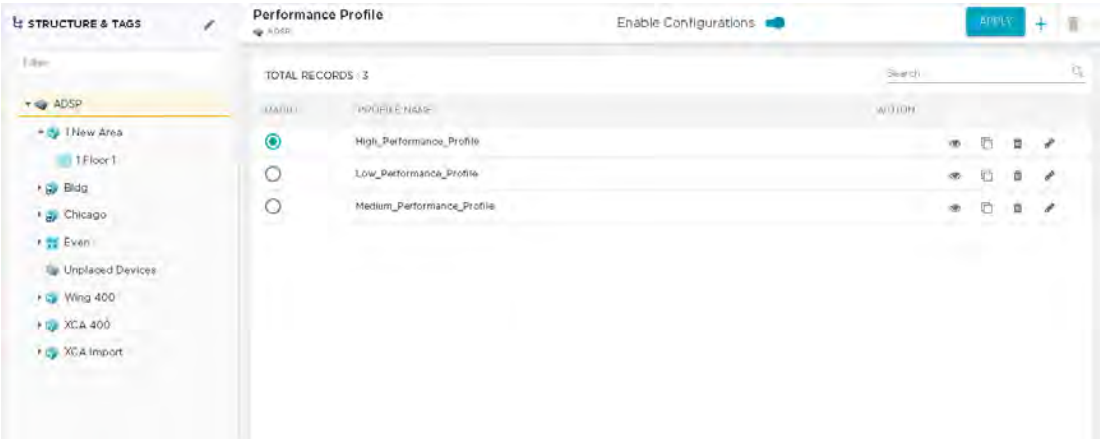 STRUCTURE & TAGS
Performance Profile
ADSP
Enable Configurations
APPLY
Filter
TOTAL RECORDS : 3
Search
ADSP
PROFILE NAME
ACTION
1 New Area
High_Performance_Profile
1 Floor 1
Low_Performance_Profile
Bldg
Medium_Performance_Profile
Chicago
Even
Unplaced Devices
Wing 400
XCA 400
XCA Import